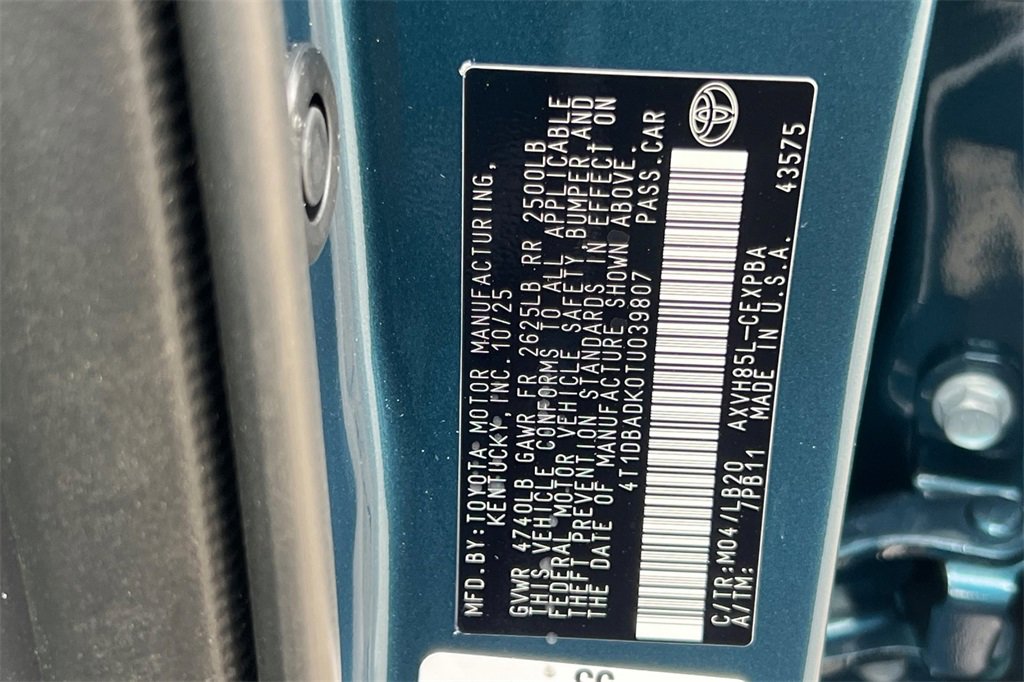 MFD.BY:TOYOTA MOTOR MANUFACTURING,
KENTUCKY, INC. 10/25
GVWR 4740LB GAWR FR 2625LB RR 2500LB
THIS VEHICLE CONFORMS TO ALL APPLICABLE
FEDERAL MOTOR VEHICLE SAFETY, BUMPER AND
THEFT PREVENTION STANDARDS IN EFFECT ON
THE DATE OF MANUFACTURE SHOWN ABOVE.
4T1DBADK0TU039807 PASS.CAR
C/TR:M04/LB20 AXVH85L-CEXPBA 43575
A/TM: /PB11 MADE IN U.S.A.